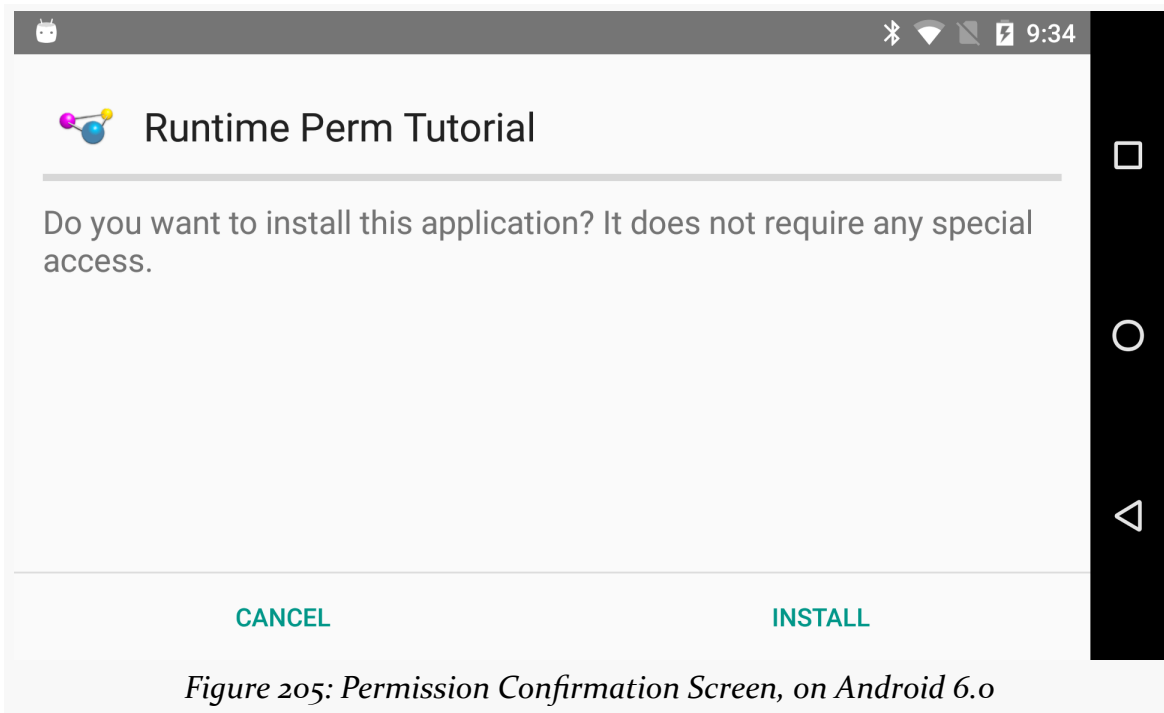 9:34
Runtime Perm Tutorial
Do you want to install this application? It does not require any special
access.
CANCEL INSTALL
Figure 205: Permission Confirmation Screen, on Android 6.0